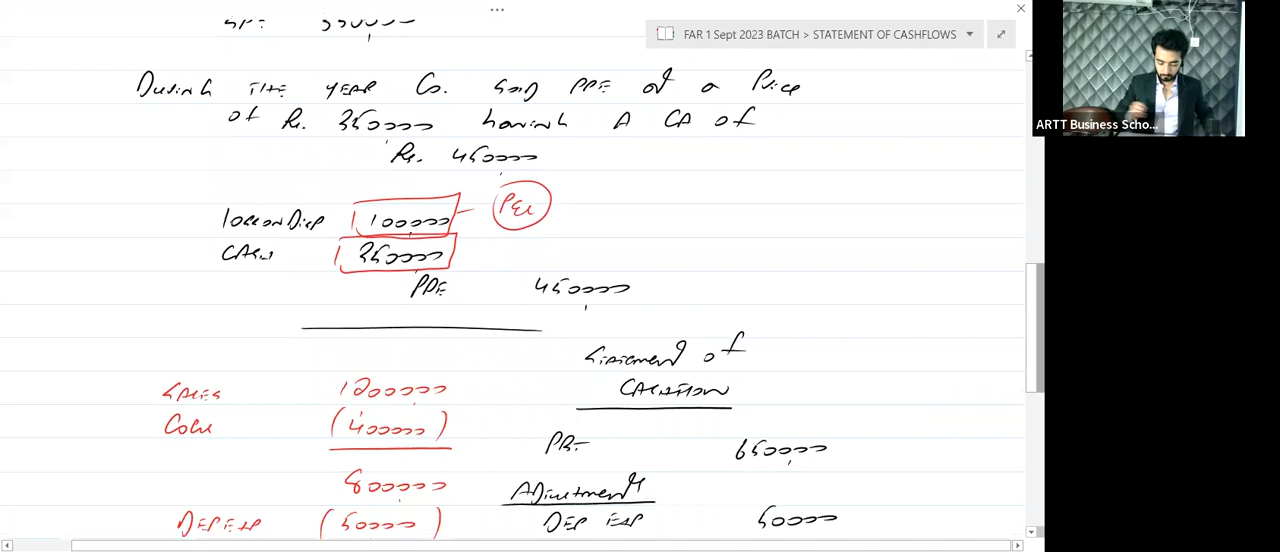 FAR 1 Sept 2023 BATCH > STATEMENT OF CASHFLOWS
ARTT Business Scho...
During THE YEAR Co. Sold PPE at a Price
of Rs. 350000 having A CA of
Rs. 450000
Loss on Disp 100000 P&L
CASH 350000
PPE 450000
Statement of
CASHFLOW
SALES 1200000
COGS (400000)
PBT 650000
800000
Adjustments
DEP EXP (50000)
DEP EXP 50000